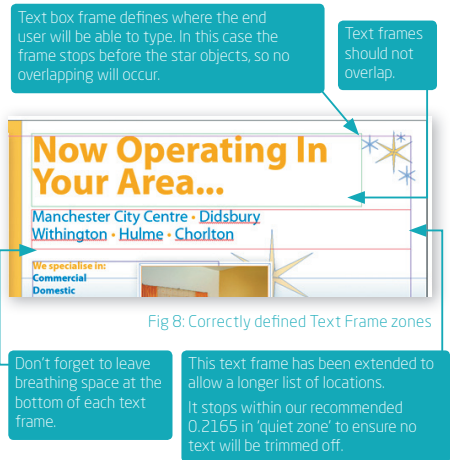 Text box frame defines where the end
user will be able to type. In this case the
frame stops before the star objects, so no
overlapping will occur.
Text frames
should not
overlap.
Now Operating In
Your Area...
Manchester City Centre • Didsbury
Withington • Hulme • Chorlton
We specialise in:
Commercial
Domestic
Fig 8: Correctly defined Text Frame zones
Don't forget to leave
breathing space at the
bottom of each text
frame.
This text frame has been extended to
allow a longer list of locations.
It stops within our recommended
0.2165 in 'quiet zone' to ensure no
text will be trimmed off.